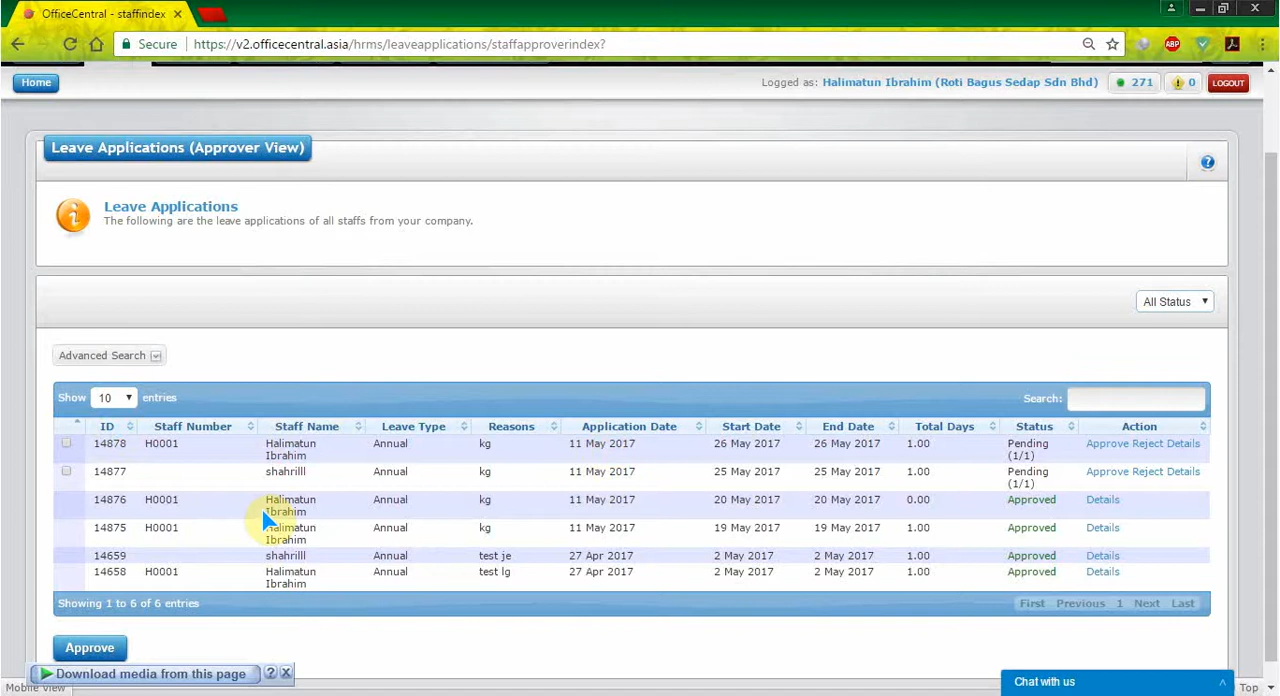 OfficeCentral - staffindex
Secure https://v2.officecentral.asia/hrms/leaveapplications/staffapproverindex?
ABP
Home Logged as: Halimatun Ibrahim (Roti Bagus Sedap Sdn Bhd) 271 0 LOGOUT
Leave Applications (Approver View)
?
Leave Applications
The following are the leave applications of all staffs from your company.
All Status
Advanced Search
Show 10 entries Search:
ID Staff Number Staff Name Leave Type Reasons Application Date Start Date End Date Total Days Status Action
14878 H0001 Halimatun Ibrahim Annual kg 11 May 2017 26 May 2017 26 May 2017 1.00 Pending (1/1) Approve Reject Details
14877 shahrilll Annual kg 11 May 2017 25 May 2017 25 May 2017 1.00 Pending (1/1) Approve Reject Details
14876 H0001 Halimatun Ibrahim Annual kg 11 May 2017 20 May 2017 20 May 2017 0.00 Approved Details
14875 H0001 Halimatun Ibrahim Annual kg 11 May 2017 19 May 2017 19 May 2017 1.00 Approved Details
14659 shahrilll Annual test je 27 Apr 2017 2 May 2017 2 May 2017 1.00 Approved Details
14658 H0001 Halimatun Ibrahim Annual test lg 27 Apr 2017 2 May 2017 2 May 2017 1.00 Approved Details
Showing 1 to 6 of 6 entries First Previous 1 Next Last
Approve
Download media from this page ? X
Mobile View Chat with us Top